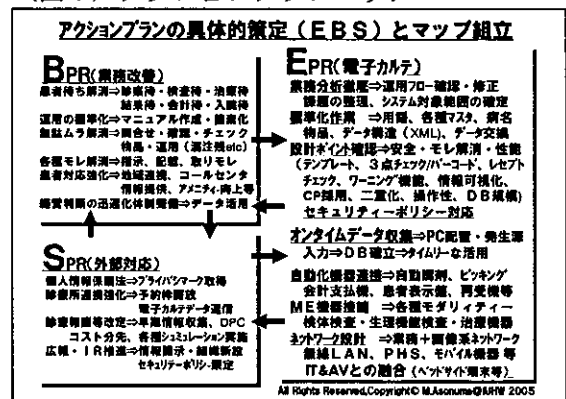 アクションプランの具体的策定(EBS)とマップ組立
BPR(業務改善)
患者待ち解消⇒診察待・検査待・治療待
結果待・会計待・入院待
運用の標準化⇒マニュアル作成・簡素化
無駄ムラ解消⇒問合せ・確認・チェック
物品・運用(過注残etc)
各種モレ解消⇒指示、記載、取りモレ
患者対応強化⇒地域連携、コールセンタ
情報提供、アメニティ-向上等
経営判断の迅速化体制整備⇒データ活用
SPR(外部対応)
個人情報保護法⇒プライバシマーク取得
診療所連携強化⇒予約枠開放
電子カルテデータ返信
診療報酬等改定⇒早期情報収集、DPC
コスト分先、各種シュミレーション実施
広報・IR推進⇒情報開示・組織新設
セキュリテーポリシー策定
EPR(電子カルテ)
業務分析徹底⇒運用フロー確認・修正
課題の整理、システム対象範囲の確定
標準化作業 ⇒用語、各種マスタ、病名
物品、データ構造(XML)、データ交換
設計ポイント確認⇒安全・モレ解消・性能
(テンプレート、3点チェック/バーコード、レセプト
チェック、ワーニング機能、情報可視化、
CP採用、二重化、操作性、DB規模)
セキュリティーポリシー対応
オンタイムデータ収集⇒PC配置・発生源
入力⇒DB確立⇒タイムリーな活用
自動化機器連携⇒自動調剤、ピッキング
会計支払機、患者表示盤、再受機等
ME機器接続 ⇒各種モダリィティー
検体検査・生理機能検査・治療機器
ネットワーク設計 ⇒業務+画像系ネットワーク
無線LAN、PHS、モバイル機器 等
IT&AVとの融合(ベッドサイド端末等)
All Rights Reserved,Copyright© M.Asonuma@IUHW 2005